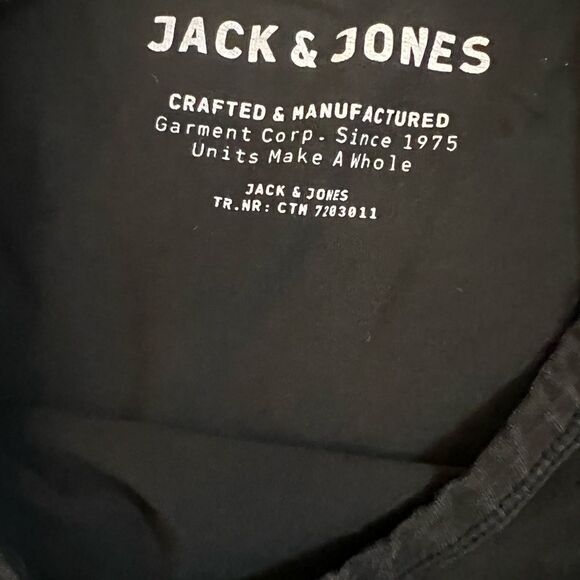 JACK & JONES
CRAFTED & MANUFACTURED
Garment Corp. Since 1975
Units Make A Whole
JACK & JONES
TR.NR: CTM 7203011